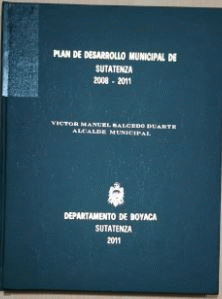 PLAN DE DESARROLLO MUNICIPAL DE
SUTATENZA
2008 - 2011
VICTOR MANUEL SALCEDO DUARTE
ALCALDE MUNICIPAL
DEPARTAMENTO DE BOYACA
SUTATENZA
2011